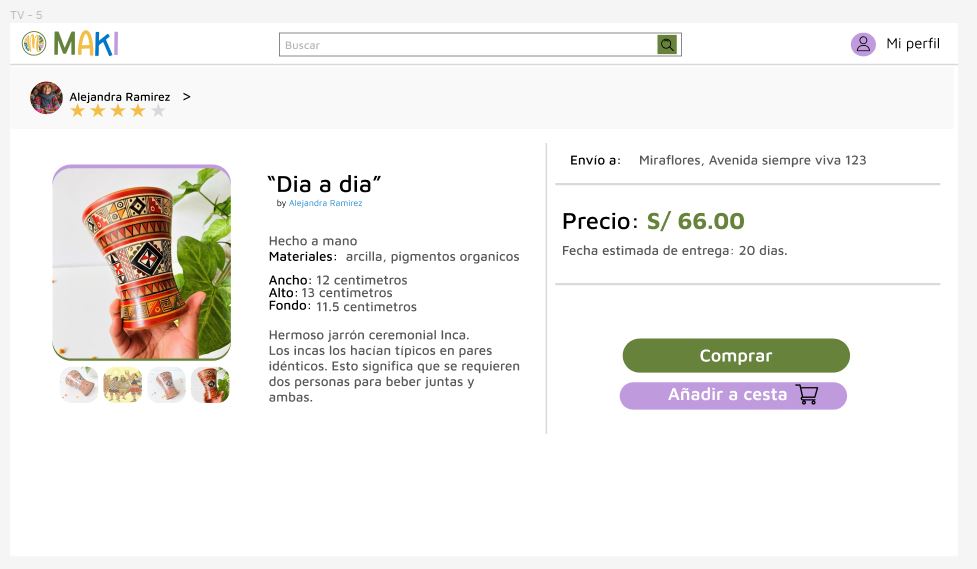 TV - 5
MAKI
Buscar
Mi perfil
Alejandra Ramirez >
“Dia a dia”
by Alejandra Ramirez
Hecho a mano
Materiales: arcilla, pigmentos organicos
Ancho: 12 centimetros
Alto: 13 centimetros
Fondo: 11.5 centimetros
Hermoso jarrón ceremonial Inca.
Los incas los hacían típicos en pares
idénticos. Esto significa que se requieren
dos personas para beber juntas y
ambas.
Envío a: Miraflores, Avenida siempre viva 123
Precio: S/ 66.00
Fecha estimada de entrega: 20 dias.
Comprar
Añadir a cesta